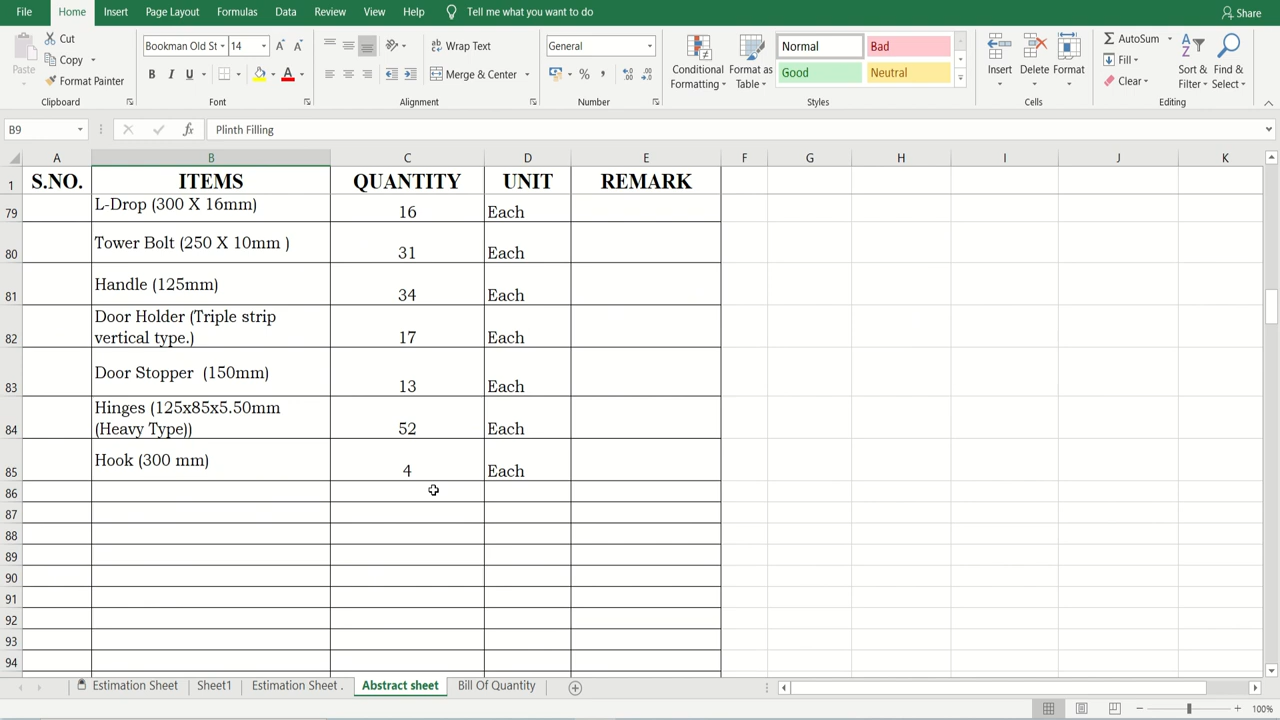 File Home Insert Page Layout Formulas Data Review View Help Tell me what you want to do Share
Cut
Copy
Paste
Format Painter
Clipboard
Bookman Old St 14 A A
B I U A
Font
Wrap Text
Merge & Center
Alignment
General
% ,
Number
Conditional
Formatting
Format as
Table
Normal Bad
Good Neutral
Styles
Insert Delete Format
Cells
AutoSum
Fill
Clear
Sort &
Filter
Find &
Select
Editing
B9 fx Plinth Filling
A B C D E F G H I J K
1 S.NO. ITEMS QUANTITY UNIT REMARK
79 L-Drop (300 X 16mm) 16 Each
80 Tower Bolt (250 X 10mm ) 31 Each
81 Handle (125mm) 34 Each
Door Holder (Triple strip
82 vertical type.) 17 Each
83 Door Stopper (150mm) 13 Each
Hinges (125x85x5.50mm
84 (Heavy Type)) 52 Each
85 Hook (300 mm) 4 Each
86
87
88
89
90
91
92
93
94
Estimation Sheet Sheet1 Estimation Sheet . Abstract sheet Bill Of Quantity
100%